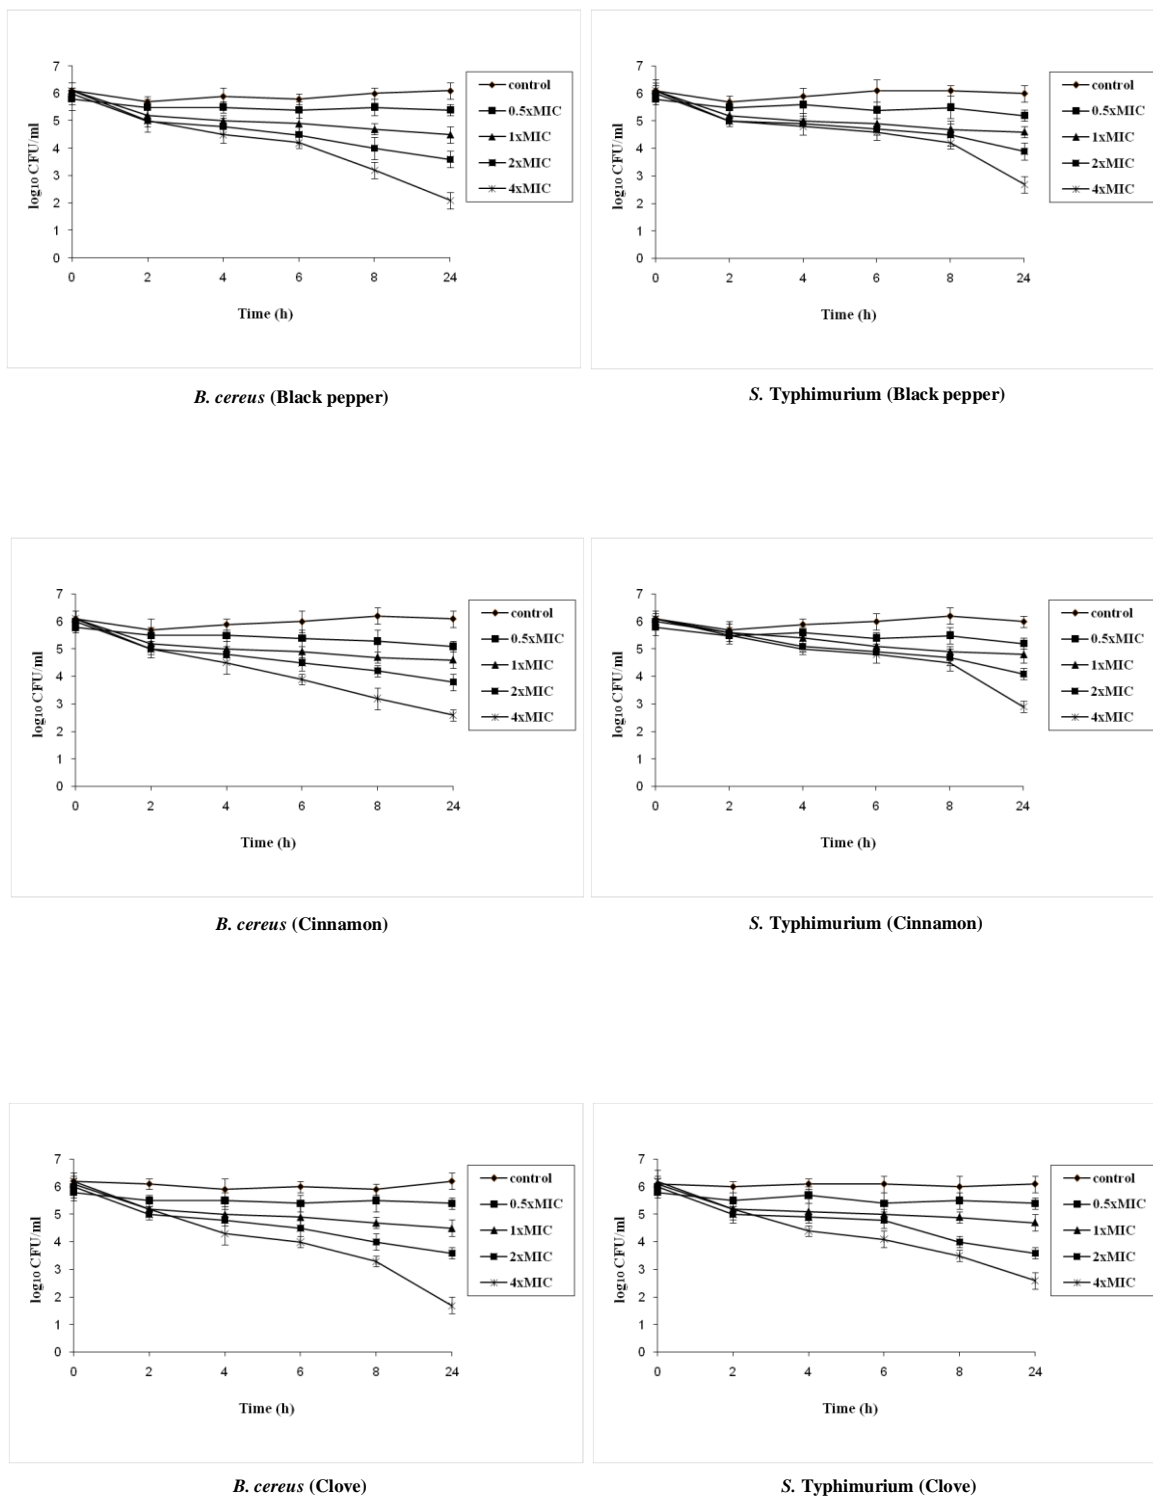 7
6
5
4
3
2
1
0
log10 CFU/ml
0 2 4 6 8 24
Time (h)
control
0.5xMIC
1xMIC
2xMIC
4xMIC
B. cereus (Black pepper)
7
6
5
4
3
2
1
0
log10 CFU/ml
0 2 4 6 8 24
Time (h)
control
0.5xMIC
1xMIC
2xMIC
4xMIC
S. Typhimurium (Black pepper)
7
6
5
4
3
2
1
0
log10 CFU/ml
0 2 4 6 8 24
Time (h)
control
0.5xMIC
1xMIC
2xMIC
4xMIC
B. cereus (Cinnamon)
7
6
5
4
3
2
1
0
log10 CFU/ml
0 2 4 6 8 24
Time (h)
control
0.5xMIC
1xMIC
2xMIC
4xMIC
S. Typhimurium (Cinnamon)
7
6
5
4
3
2
1
0
log10 CFU/ml
0 2 4 6 8 24
Time (h)
control
0.5xMIC
1xMIC
2xMIC
4xMIC
B. cereus (Clove)
7
6
5
4
3
2
1
0
log10 CFU/ml
0 2 4 6 8 24
Time (h)
control
0.5xMIC
1xMIC
2xMIC
4xMIC
S. Typhimurium (Clove)